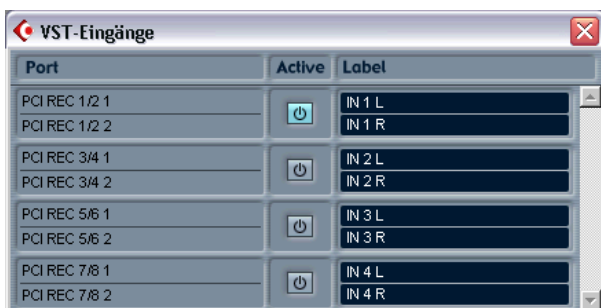 VST-Eingänge
Port Active Label
PCI REC 1/2 1 IN 1 L
PCI REC 1/2 2 IN 1 R
PCI REC 3/4 1 IN 2 L
PCI REC 3/4 2 IN 2 R
PCI REC 5/6 1 IN 3 L
PCI REC 5/6 2 IN 3 R
PCI REC 7/8 1 IN 4 L
PCI REC 7/8 2 IN 4 R